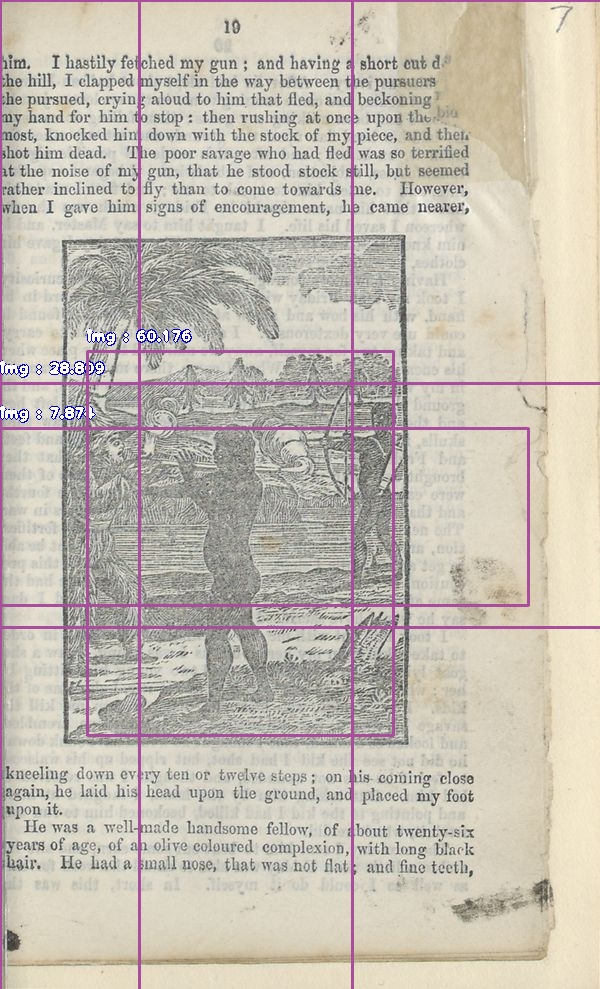 19
7
him. I hastily fetched my gun ; and having a short cut d
the hill, I clapped myself in the way between the pursuers
the pursued, crying aloud to him that fled, and beckoning
my hand for him to stop : then rushing at once upon the
most, knocked him down with the stock of my piece, and then
shot him dead. The poor savage who had fled was so terrified
at the noise of my gun, that he stood stock still, but seemed
rather inclined to fly than to come towards me. However,
when I gave him signs of encouragement, he came nearer,
1mg : 60.176
1mg : 28.809
1mg : 7.874
kneeling down every ten or twelve steps ; on his coming close
again, he laid his head upon the ground, and placed my foot
upon it.
He was a well-made handsome fellow, of about twenty-six
years of age, of an olive coloured complexion, with long black
hair. He had a small nose, that was not flat ; and fine teeth,